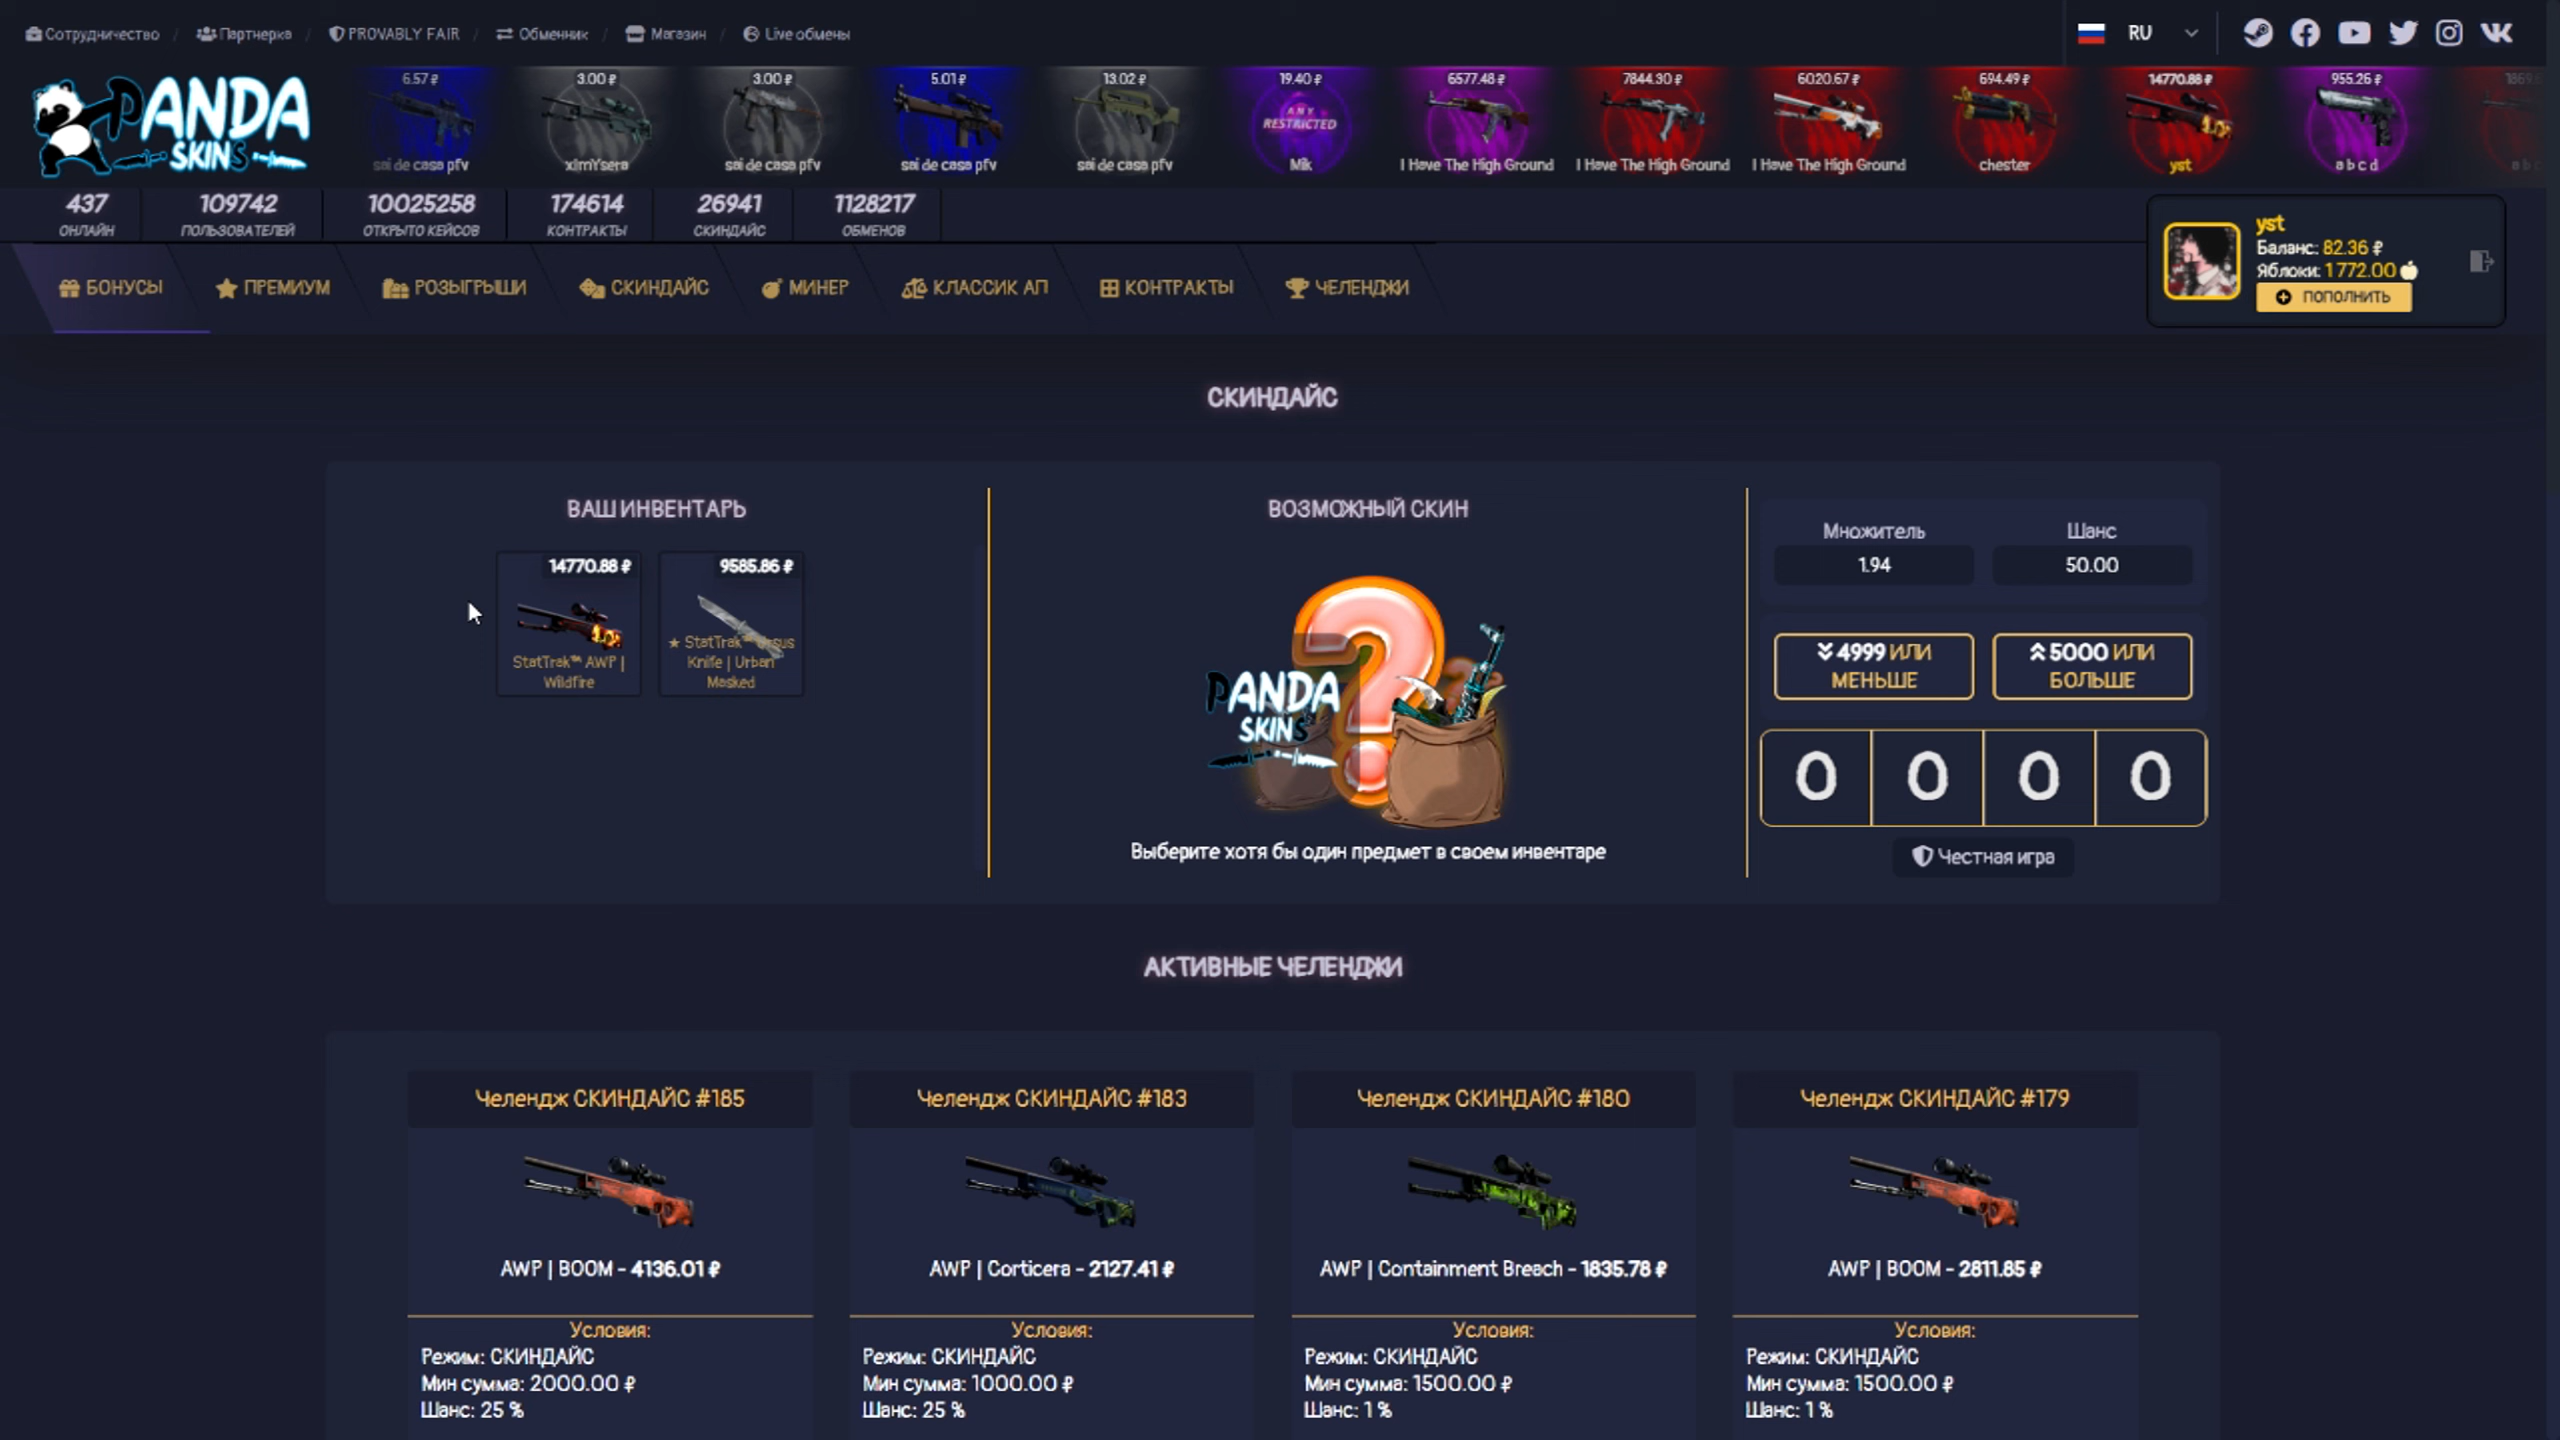 Сотрудничество / Партнерка / PROVABLY FAIR / Обменник / Магазин / Live обмены
RU
PANDA
SKINS
6.57 ₽ 3.00 ₽ 3.00 ₽ 5.01 ₽ 13.02 ₽ 19.40 ₽ 6577.48 ₽ 7844.30 ₽ 6020.67 ₽ 694.49 ₽ 14770.88 ₽ 955.26 ₽
ANY
RESTRICTED
sai de casa pfv xImYsera sai de casa pfv sai de casa pfv sai de casa pfv Mik I Have The High Ground I Have The High Ground I Have The High Ground chester yst a b c d
437 109742 10025258 174614 26941 1128217
ОНЛАЙН ПОЛЬЗОВАТЕЛЕЙ ОТКРЫТО КЕЙСОВ КОНТРАКТЫ СКИНДАЙС ОБМЕНОВ
yst
Баланс: 82.36 ₽
Яблоки: 1772.00
ПОПОЛНИТЬ
БОНУСЫ ПРЕМИУМ РОЗЫГРЫШИ СКИНДАЙС МИНЕР КЛАССИК АП КОНТРАКТЫ ЧЕЛЕНДЖИ
СКИНДАЙС
ВАШ ИНВЕНТАРЬ
14770.88 ₽
StatTrak™ AWP |
Wildfire
9585.86 ₽
★ StatTrak™ Ursus
Knife | Urban
Masked
ВОЗМОЖНЫЙ СКИН
PANDA
SKINS
Выберите хотя бы один предмет в своем инвентаре
Множитель Шанс
1.94 50.00
4999 ИЛИ
МЕНЬШЕ
5000 ИЛИ
БОЛЬШЕ
0 0 0 0
Честная игра
АКТИВНЫЕ ЧЕЛЕНДЖИ
Челендж СКИНДАЙС #185
AWP | BOOM - 4136.01 ₽
Условия:
Режим: СКИНДАЙС
Мин сумма: 2000.00 ₽
Шанс: 25 %
Челендж СКИНДАЙС #183
AWP | Corticera - 2127.41 ₽
Условия:
Режим: СКИНДАЙС
Мин сумма: 1000.00 ₽
Шанс: 25 %
Челендж СКИНДАЙС #180
AWP | Containment Breach - 1835.78 ₽
Условия:
Режим: СКИНДАЙС
Мин сумма: 1500.00 ₽
Шанс: 1 %
Челендж СКИНДАЙС #179
AWP | BOOM - 2811.85 ₽
Условия:
Режим: СКИНДАЙС
Мин сумма: 1500.00 ₽
Шанс: 1 %